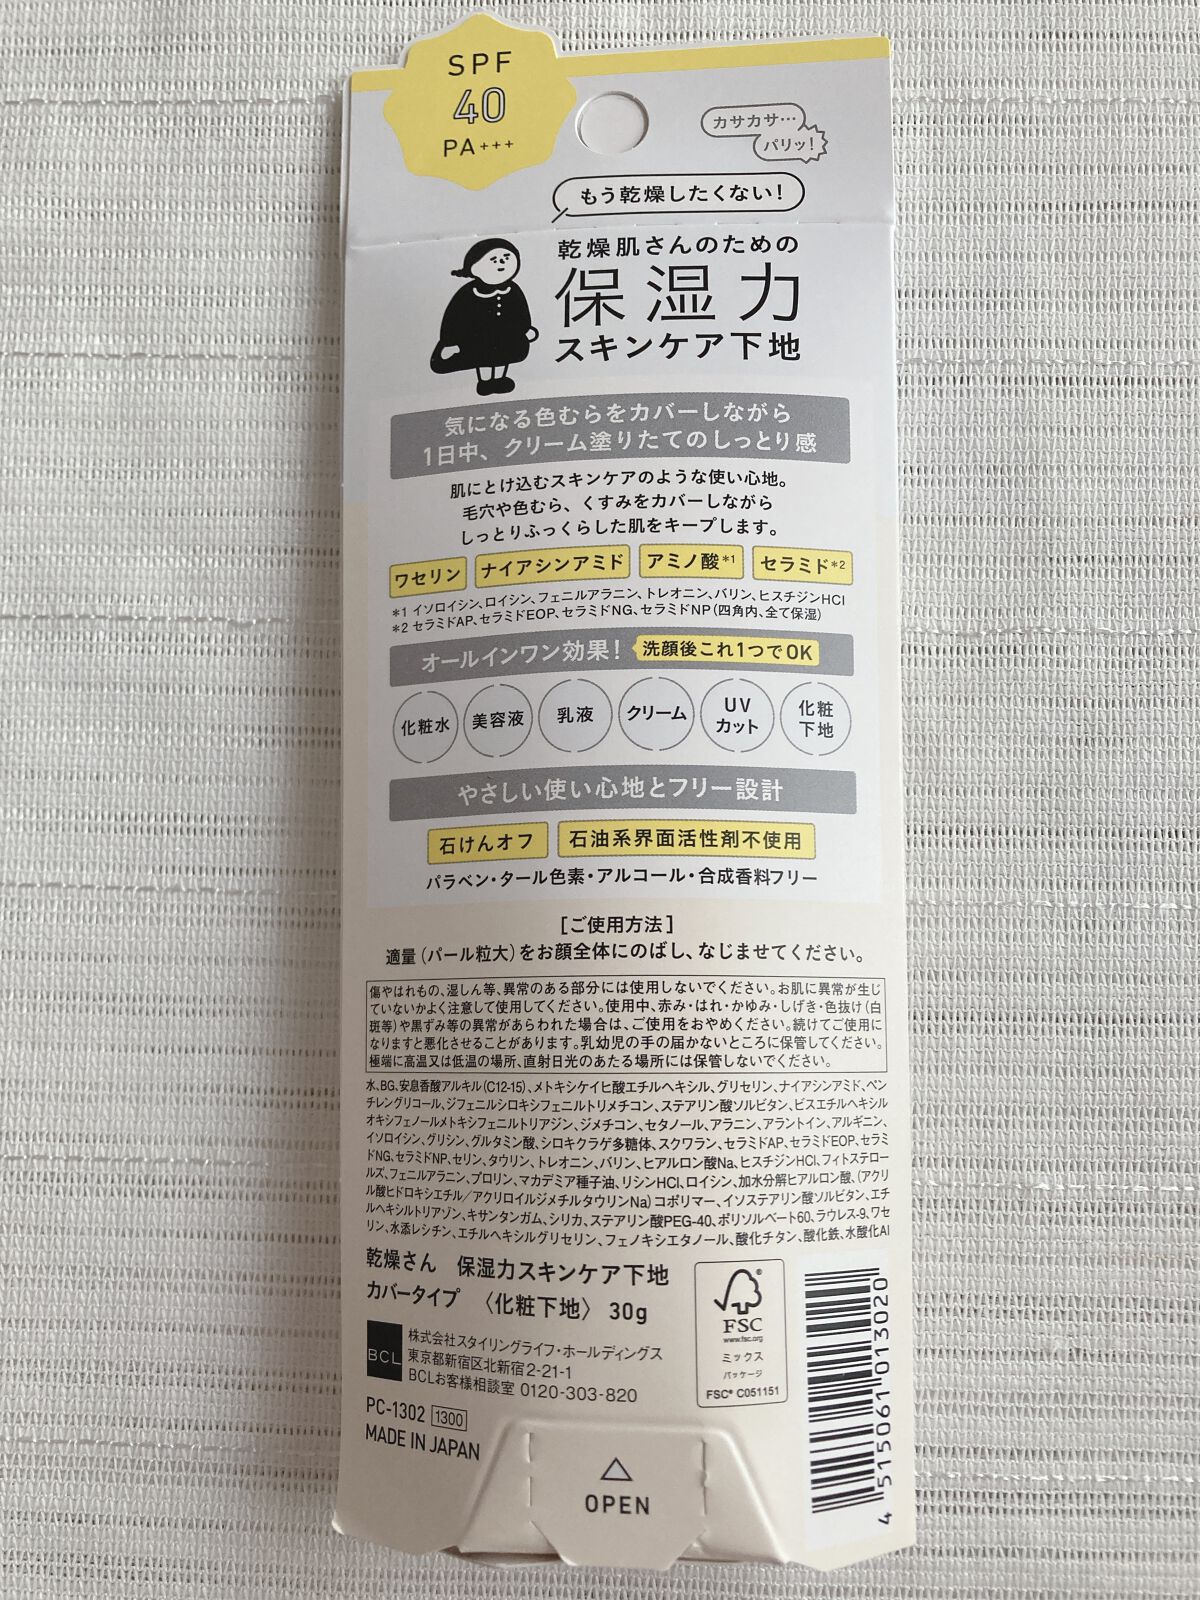 SPF
40
PA+++
カサカサ…
パリッ!
もう乾燥したくない!
乾燥肌さんのための
保湿力
スキンケア下地
気になる色むらをカバーしながら
1日中、クリーム塗りたてのしっとり感
肌にとけ込むスキンケアのような使い心地。
毛穴や色むら、くすみをカバーしながら
しっとりふっくらした肌をキープします。
ワセリン ナイアシンアミド アミノ酸*1 セラミド*2
*1 イソロイシン、ロイシン、フェニルアラニン、トレオニン、バリン、ヒスチジンHCl
*2 セラミドAP、セラミドEOP、セラミドNG、セラミドNP(四角内、全て保湿)
オールインワン効果! 洗顔後これ1つでOK
化粧水 美容液 乳液 クリーム UVカット 化粧下地
やさしい使い心地とフリー設計
石けんオフ 石油系界面活性剤不使用
パラベン・タール色素・アルコール・合成香料フリー
[ご使用方法]
適量(パール粒大)をお顔全体にのばし、なじませてください。
傷やはれもの、湿しん等、異常のある部分には使用しないでください。お肌に異常が生じ
ていないかよく注意して使用してください。使用中、赤み・はれ・かゆみ・しげき・色抜け(白
斑等)や黒ずみ等の異常があらわれた場合は、ご使用をおやめください。続けてご使用に
なりますと悪化させることがあります。乳幼児の手の届かないところに保管してください。
極端に高温又は低温の場所、直射日光のあたる場所には保管しないでください。
水、BG、安息香酸アルキル(C12-15)、メトキシケイヒ酸エチルヘキシル、グリセリン、ナイアシンアミド、ペン
チレングリコール、ジフェニルシロキシフェニルトリメチコン、ステアリン酸ソルビタン、ビスエチルヘキシル
オキシフェノールメトキシフェニルトリアジン、ジメチコン、セタノール、アラニン、アラントイン、アルギニン、
イソロイシン、グリシン、グルタミン酸、シロキクラゲ多糖体、スクワラン、セラミドAP、セラミドEOP、セラミ
ドNG、セラミドNP、セリン、タウリン、トレオニン、バリン、ヒアルロン酸Na、ヒスチジンHCl、フィトステロー
ルズ、フェニルアラニン、プロリン、マカデミア種子油、リシンHCl、ロイシン、加水分解ヒアルロン酸、(アクリ
ル酸ヒドロキシエチル/アクリロイルジメチルタウリンNa)コポリマー、イソステアリン酸ソルビタン、エチ
ルヘキシルトリアゾン、キサンタンガム、シリカ、ステアリン酸PEG-40、ポリソルベート60、ラウレス-9、ワセ
リン、水添レシチン、エチルヘキシルグリセリン、フェノキシエタノール、酸化チタン、酸化鉄、水酸化Al
乾燥さん 保湿力スキンケア下地
カバータイプ 〈化粧下地〉 30g
BCL
株式会社スタイリングライフ・ホールディングス
東京都新宿区北新宿2-21-1
BCLお客様相談室 0120-303-820
PC-1302 1300
MADE IN JAPAN
FSC
www.fsc.org
ミックス
パッケージ
FSC® C051151
4 515061 013020
OPEN